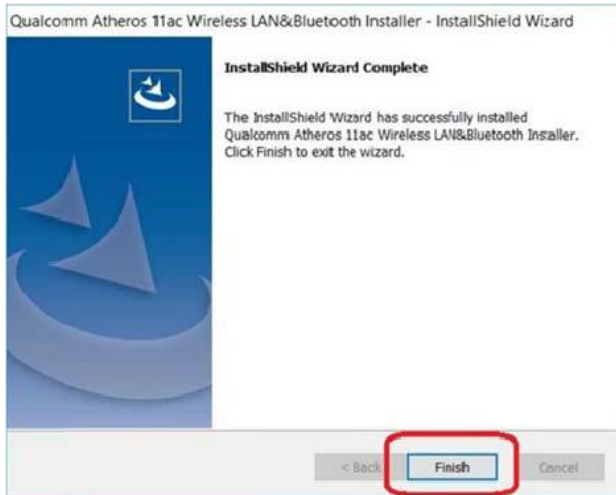 Qualcomm Atheros 11ac Wireless LAN&Bluetooth Installer - InstallShield Wizard
InstallShield Wizard Complete
The InstallShield Wizard has successfully installed
Qualcomm Atheros 11ac Wireless LAN&Bluetooth Installer.
Click Finish to exit the wizard.
< Back
Finish
Cancel